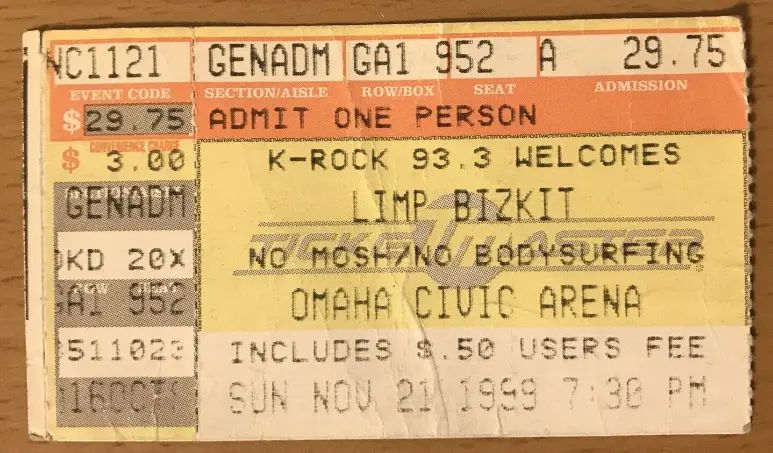 NC1121 GENADM GA1 952 A 29.75
EVENT CODE SECTION/AISLE ROW/BOX SEAT ADMISSION
$ 29.75 ADMIT ONE PERSON
CONVENIENCE CHARGE
$ 3.00 K-ROCK 93.3 WELCOMES
GENADM LIMP BIZKIT
TICKETMASTER
OKD 20X NO MOSH/NO BODYSURFING
GA1 952 OMAHA CIVIC ARENA
INCLUDES $.50 USERS FEE
SUN NOV 21 1999 7:30 PM